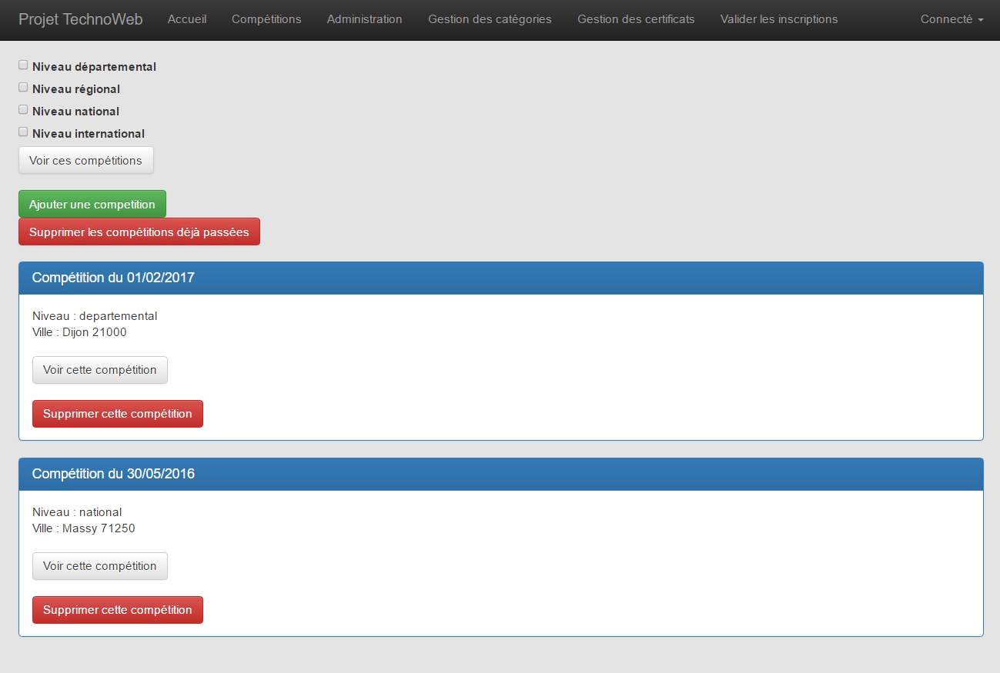 Projet TechnoWeb Accueil Compétitions Administration Gestion des catégories Gestion des certificats Valider les inscriptions Connecté
Niveau départemental
Niveau régional
Niveau national
Niveau international
Voir ces compétitions
Ajouter une competition
Supprimer les compétitions déjà passées
Compétition du 01/02/2017
Niveau : departemental
Ville : Dijon 21000
Voir cette compétition
Supprimer cette compétition
Compétition du 30/05/2016
Niveau : national
Ville : Massy 71250
Voir cette compétition
Supprimer cette compétition